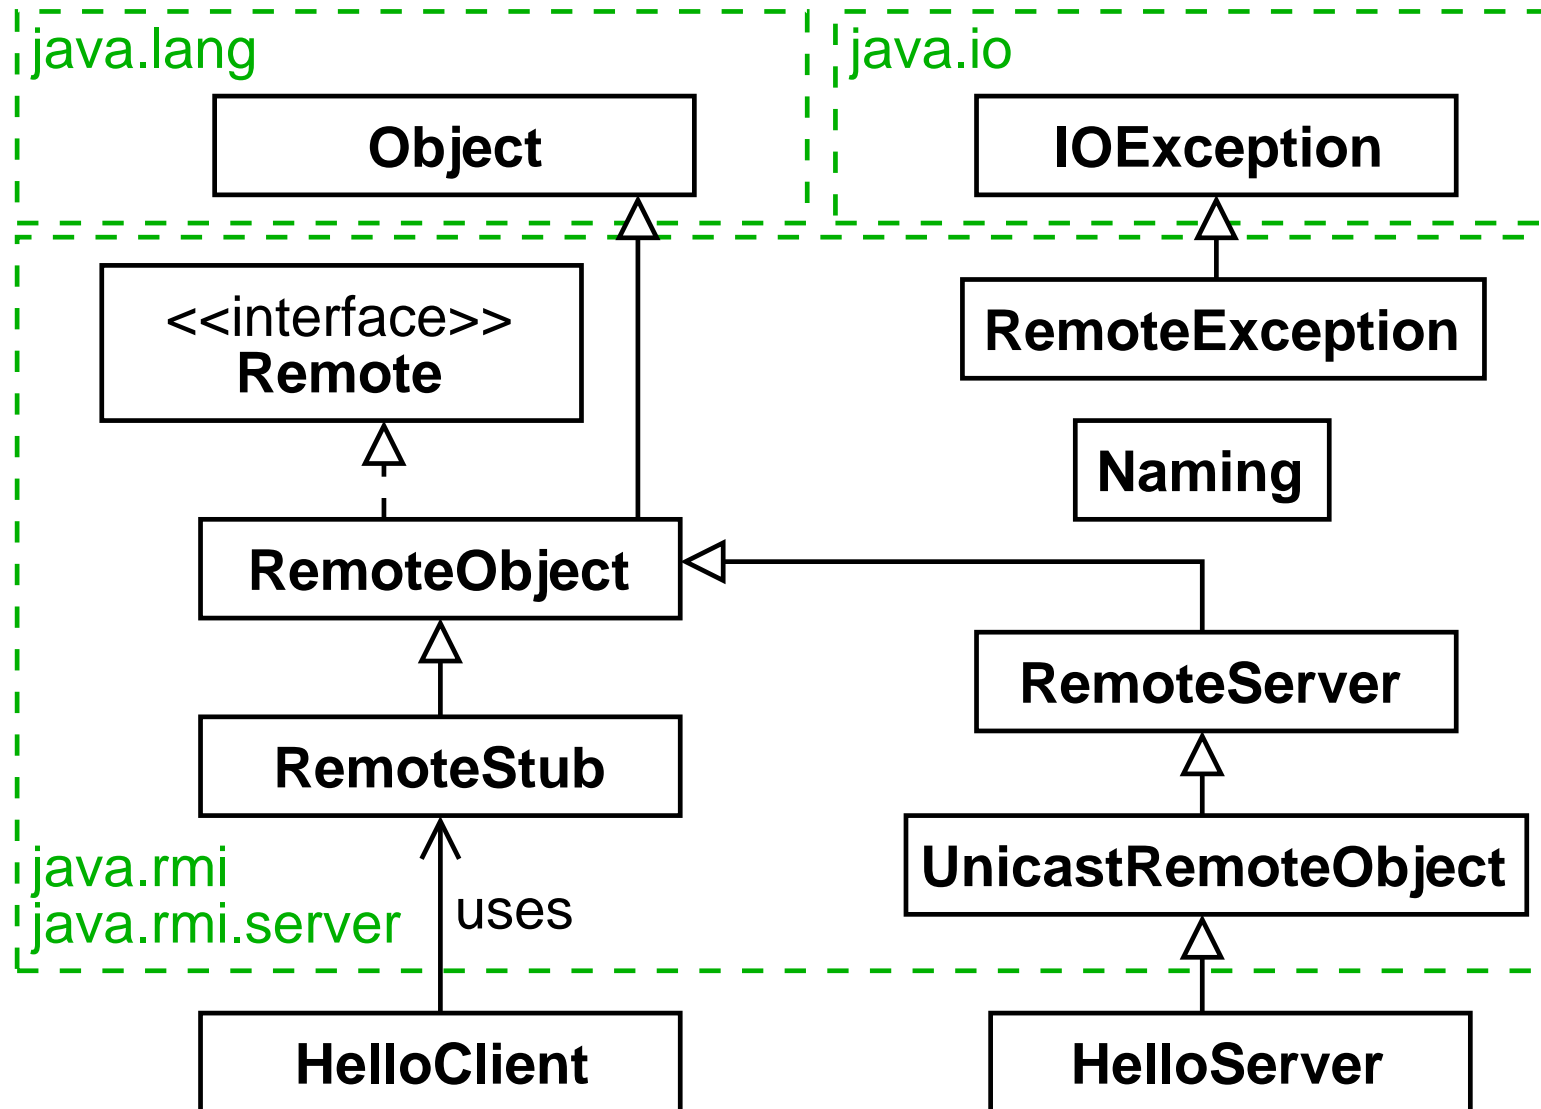 java.lang
java.io
Object
IOException
<<interface>>
Remote
RemoteException
Naming
RemoteObject
RemoteServer
RemoteStub
UnicastRemoteObject
java.rmi
java.rmi.server
uses
HelloClient
HelloServer